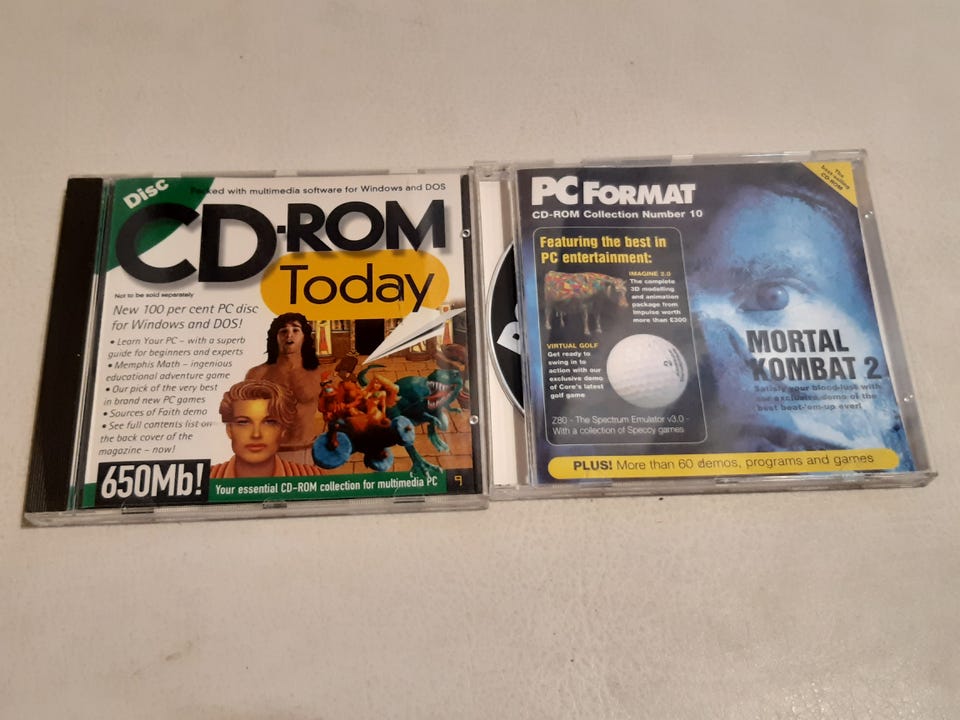 Disc
Packed with multimedia software for Windows and DOS
CD-ROM
Today
Not to be sold separately
New 100 per cent PC disc
for Windows and DOS!
• Learn Your PC – with a superb
guide for beginners and experts
• Memphis Math – ingenious
educational adventure game
• Our pick of the very best
in brand new PC games
• Sources of Faith demo
• See full contents list on
the back cover of the
magazine – now!
650Mb!
Your essential CD-ROM collection for multimedia PC
9
PC FORMAT
CD-ROM Collection Number 10
The
best selling
CD-ROM
Featuring the best in
PC entertainment:
IMAGINE 2.0
The complete
3D modelling
and animation
package from
Impulse worth
more than £300
VIRTUAL GOLF
Get ready to
swing in to
action with our
exclusive demo
of Core's latest
golf game
Z80 - The Spectrum Emulator v3.0 -
With a collection of Speccy games
MORTAL
KOMBAT 2
Satisfy your blood-lust with
our exclusive demo of the
best beat-'em-up ever!
PLUS! More than 60 demos, programs and games